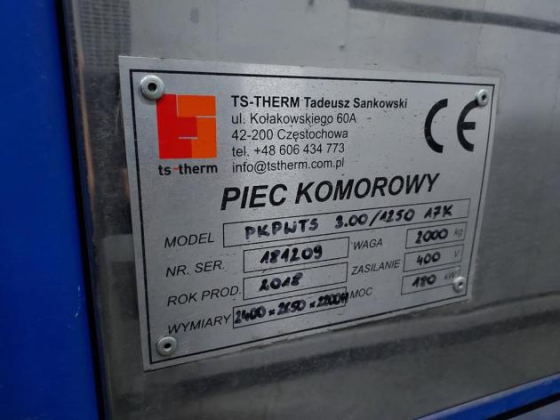 ts-therm
TS-THERM Tadeusz Sankowski
ul. Kołakowskiego 60A
42-200 Częstochowa
tel. +48 606 434 773
info@tstherm.com.pl
CE
PIEC KOMOROWY
MODEL PKPWTS 3.00/1250 A7K
NR. SER. 181209 WAGA 2000 kg
ROK PROD. 2018 ZASILANIE 400 V
WYMIARY MOC 180 kW